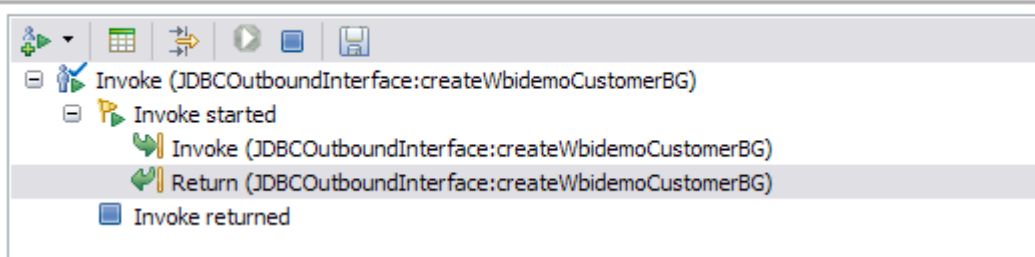 Invoke (JDBCOutboundInterface:createWbidemoCustomerBG)
Invoke started
Invoke (JDBCOutboundInterface:createWbidemoCustomerBG)
Return (JDBCOutboundInterface:createWbidemoCustomerBG)
Invoke returned